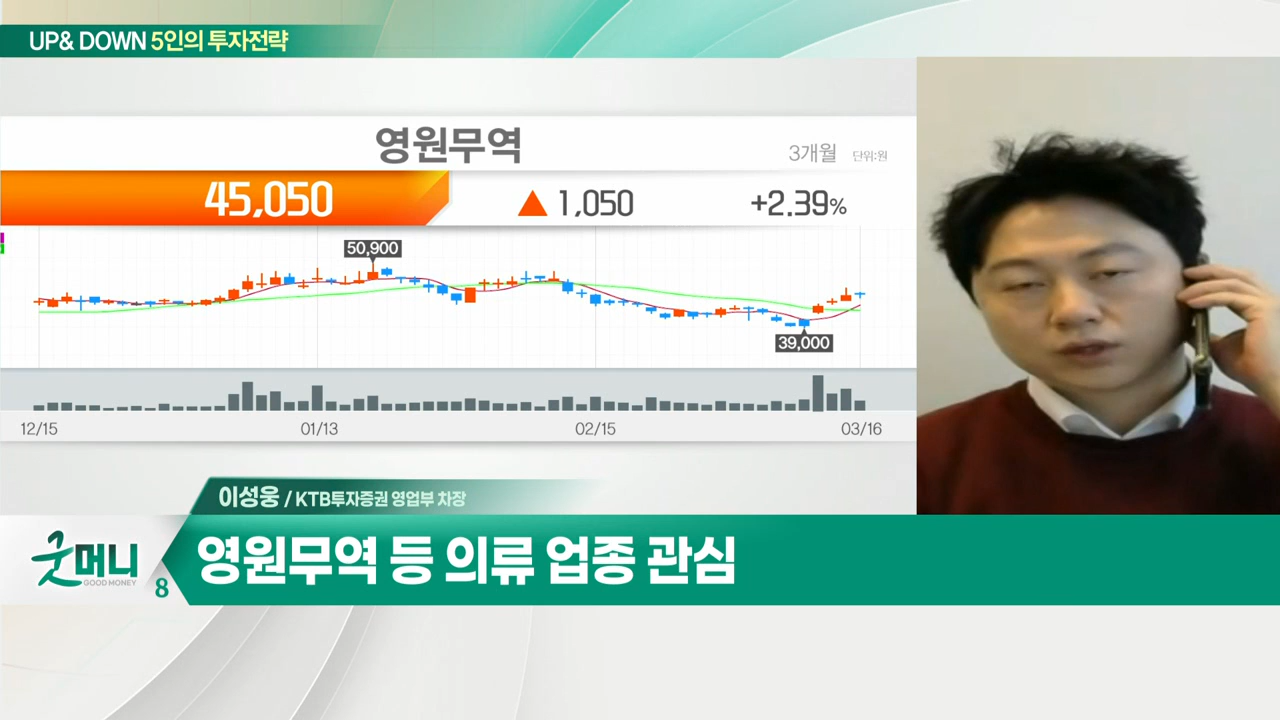 UP& DOWN 5인의 투자전략
영원무역
3개월 단위:원
45,050 ▲ 1,050 +2.39%
50,900
39,000
12/15 01/13 02/15 03/16
이성웅 / KTB투자증권 영업부 차장
굿머니
GOOD MONEY
8
영원무역 등 의류 업종 관심